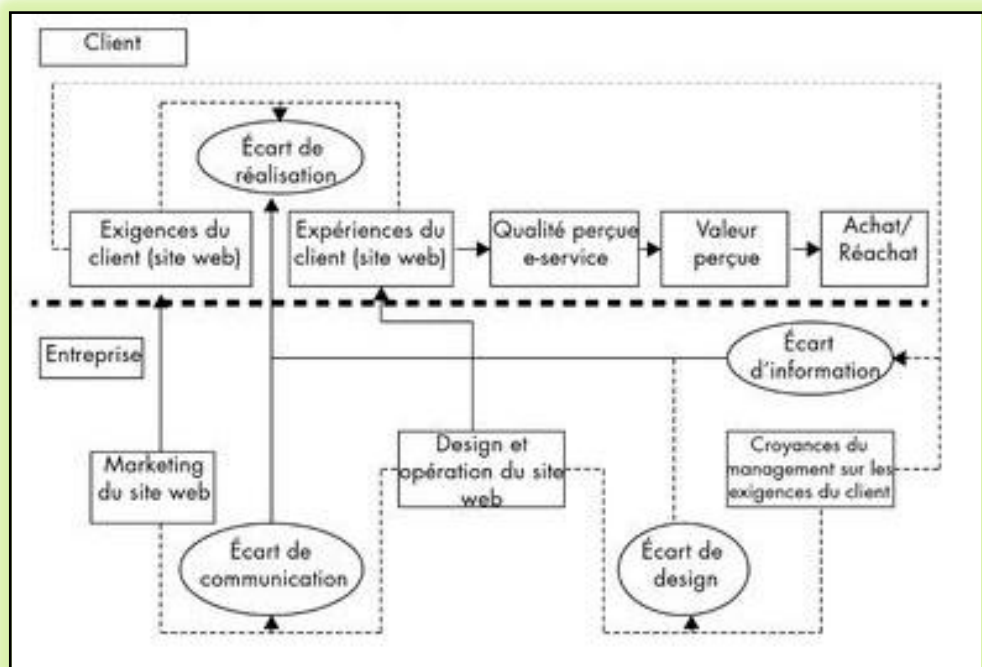 Client
Écart de
réalisation
Exigences du
client (site web)
Expériences du
client (site web)
Qualité perçue
e-service
Valeur
perçue
Achat/
Réachat
Entreprise
Écart
d'information
Marketing
du site web
Design et
opération du site
web
Croyances du
management sur les
exigences du client
Écart de
communication
Écart de
design